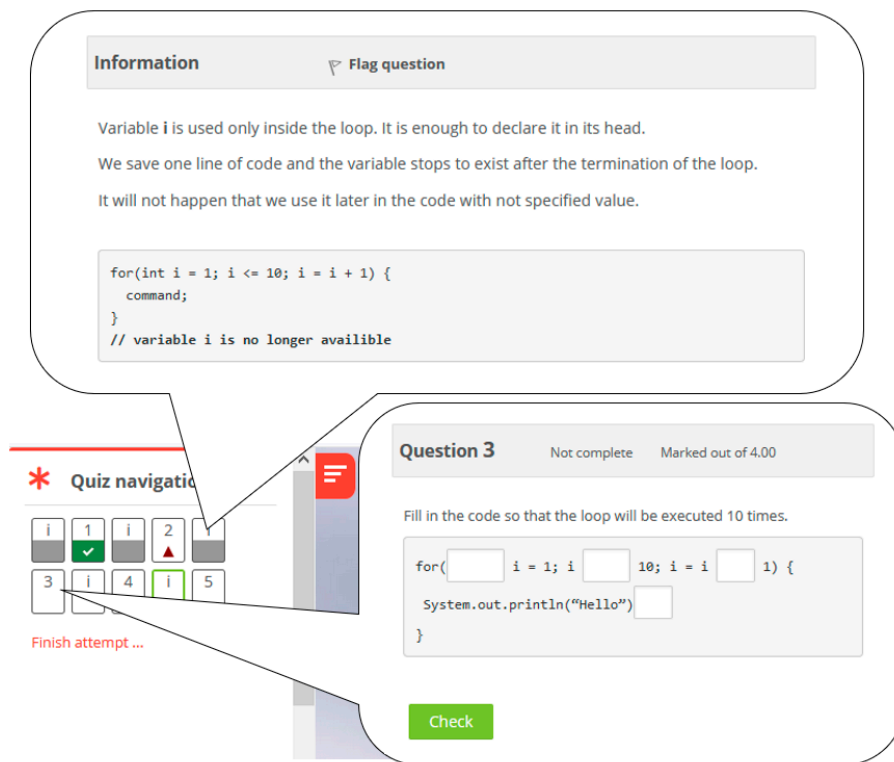 Information
Flag question
Variable i is used only inside the loop. It is enough to declare it in its head.
We save one line of code and the variable stops to exist after the termination of the loop.
It will not happen that we use it later in the code with not specified value.
for(int i = 1; i <= 10; i = i + 1) {
command;
}
// variable i is no longer availible
Quiz navigatio
i 1 i 2
3 i 4 i 5
Finish attempt ...
Question 3
Not complete
Marked out of 4.00
Fill in the code so that the loop will be executed 10 times.
for( i = 1; i 10; i = i 1) {
System.out.println(“Hello”)
}
Check